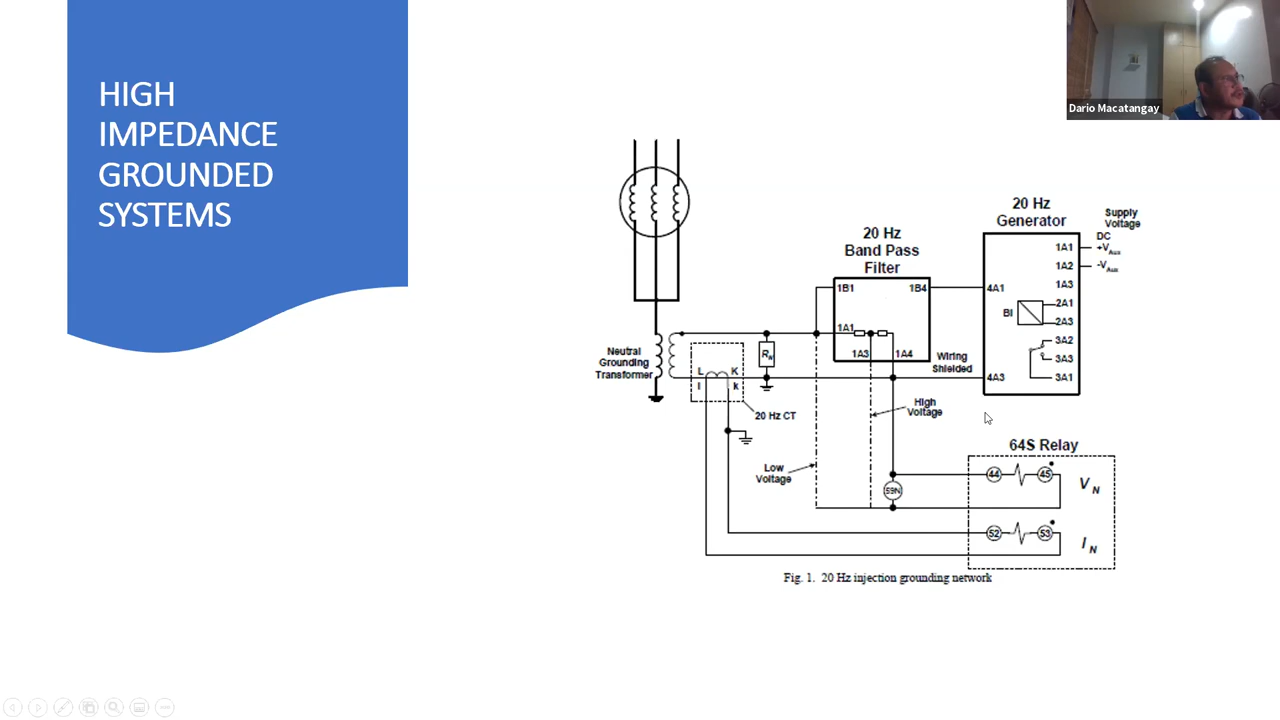 HIGH
IMPEDANCE
GROUNDED
SYSTEMS
Dario Macatangay
20 Hz
Generator
Supply
Voltage
DC
+V Aux
-V Aux
1A1
1A2
1A3
2A1
2A3
3A2
3A3
3A1
BI
4A1
4A3
20 Hz
Band Pass
Filter
1B1
1B4
1A1
1A3
1A4
Wiring
Shielded
Neutral
Grounding
Transformer
L
K
l
k
R N
20 Hz CT
High
Voltage
Low
Voltage
59N
64S Relay
44
45
V N
52
53
I N
Fig. 1. 20 Hz injection grounding network